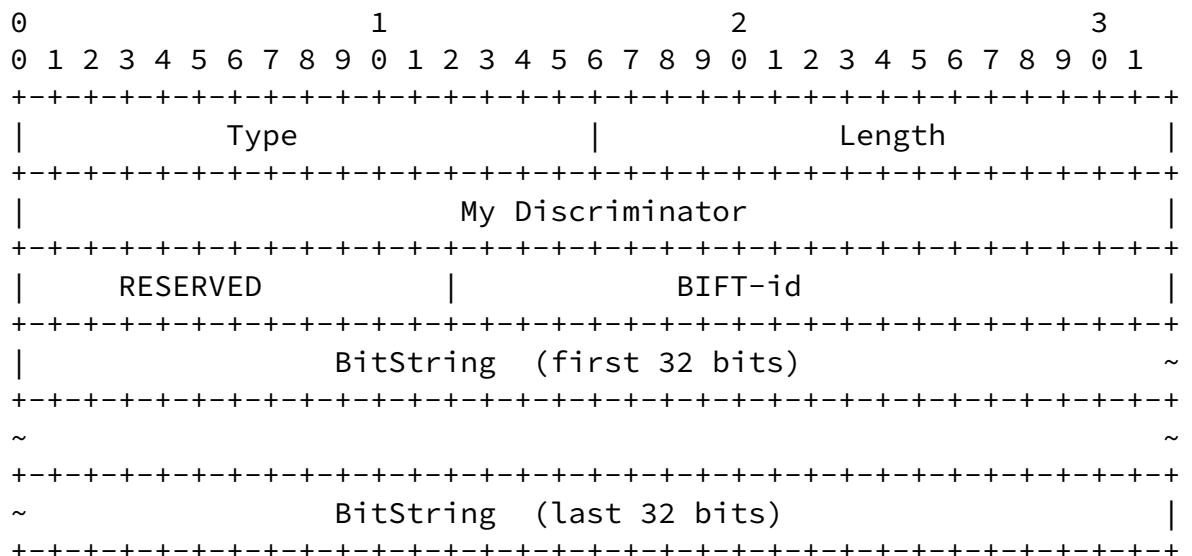 0                   1                   2                   3
0 1 2 3 4 5 6 7 8 9 0 1 2 3 4 5 6 7 8 9 0 1 2 3 4 5 6 7 8 9 0 1
+-+-+-+-+-+-+-+-+-+-+-+-+-+-+-+-+-+-+-+-+-+-+-+-+-+-+-+-+-+-+-+-+
|           Type                |             Length            |
+-+-+-+-+-+-+-+-+-+-+-+-+-+-+-+-+-+-+-+-+-+-+-+-+-+-+-+-+-+-+-+-+
|                        My Discriminator                       |
+-+-+-+-+-+-+-+-+-+-+-+-+-+-+-+-+-+-+-+-+-+-+-+-+-+-+-+-+-+-+-+-+
|     RESERVED          |            BIFT-id                    |
+-+-+-+-+-+-+-+-+-+-+-+-+-+-+-+-+-+-+-+-+-+-+-+-+-+-+-+-+-+-+-+-+
|                 BitString  (first 32 bits)                    ~
+-+-+-+-+-+-+-+-+-+-+-+-+-+-+-+-+-+-+-+-+-+-+-+-+-+-+-+-+-+-+-+-+
~                                                               ~
+-+-+-+-+-+-+-+-+-+-+-+-+-+-+-+-+-+-+-+-+-+-+-+-+-+-+-+-+-+-+-+-+
~                 BitString  (last 32 bits)                     |
+-+-+-+-+-+-+-+-+-+-+-+-+-+-+-+-+-+-+-+-+-+-+-+-+-+-+-+-+-+-+-+-+